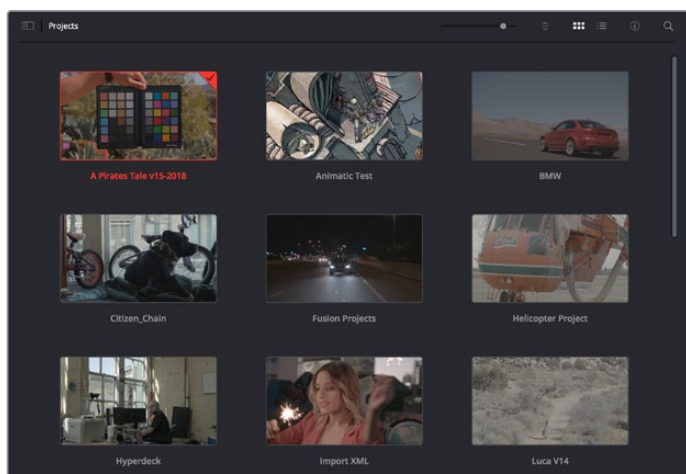 Projects
A Pirates Tale v15-2018
Animatic Test
BMW
Citizen_Chain
Fusion Projects
Helicopter Project
Hyperdeck
Import XML
Luca V14